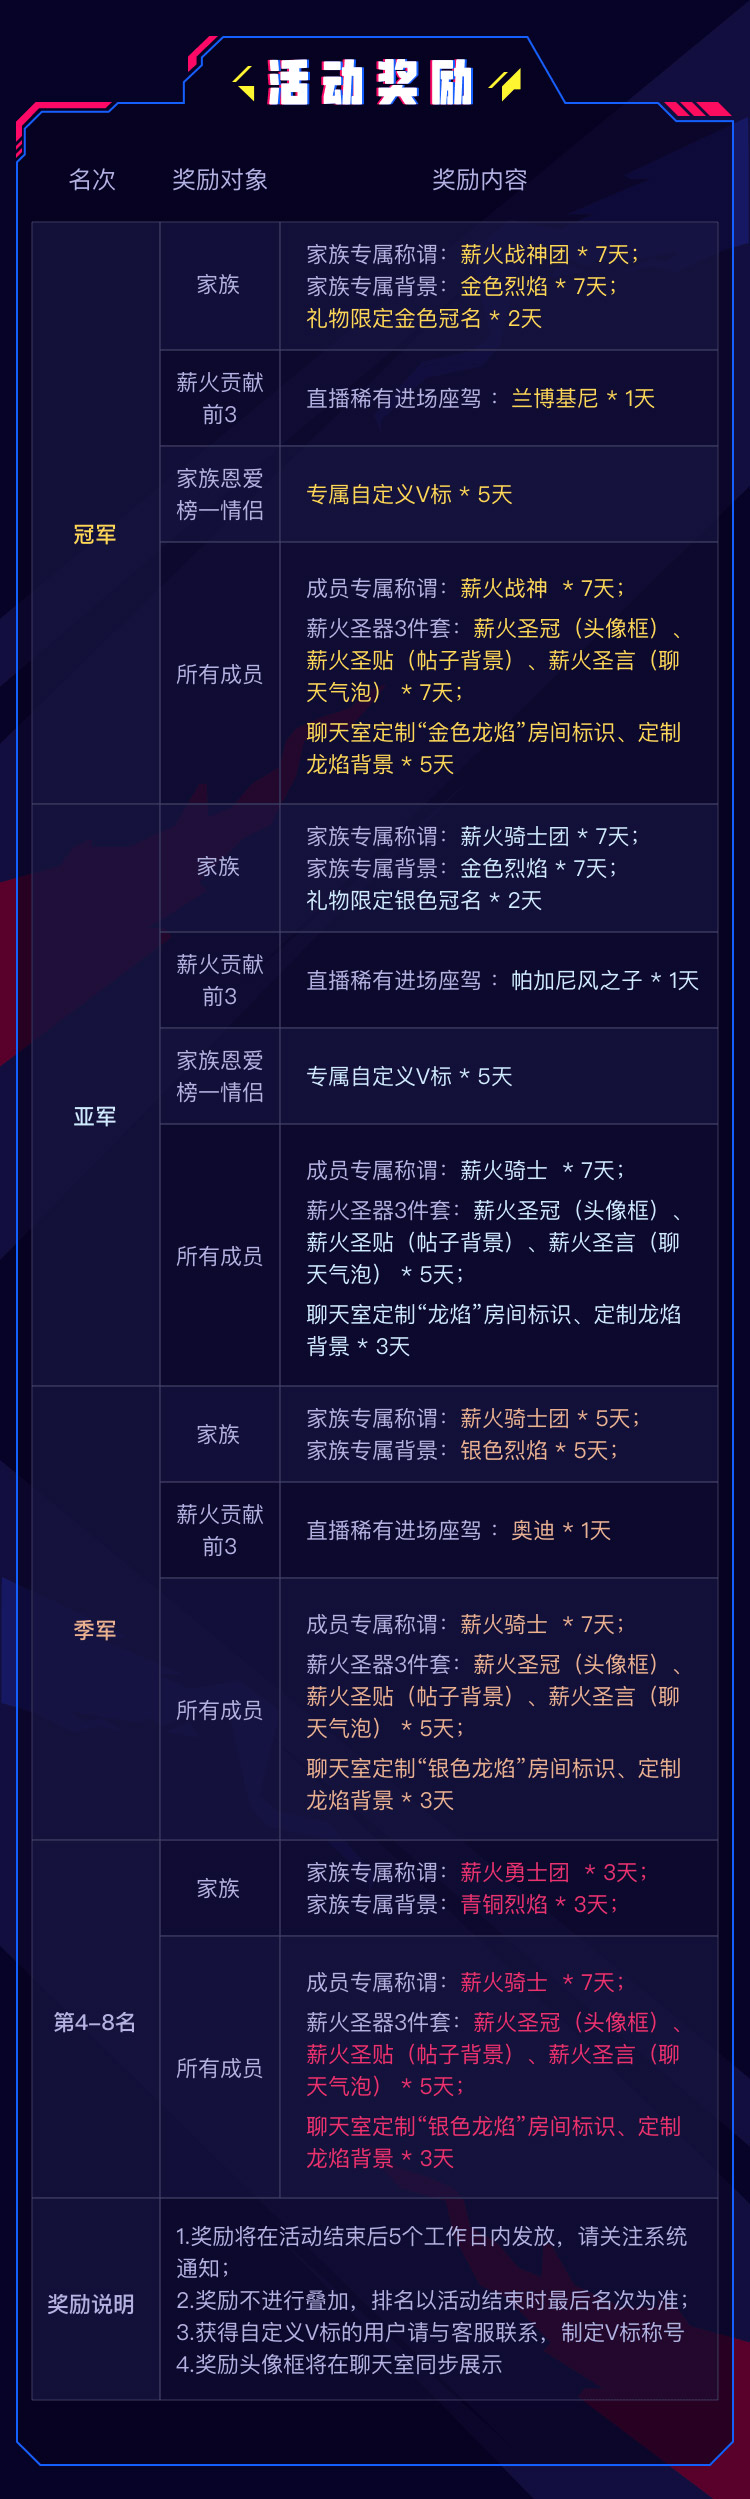 活动奖励
名次 奖励对象 奖励内容
冠军
家族
家族专属称谓：薪火战神团 * 7天；
家族专属背景：金色烈焰 * 7天；
礼物限定金色冠名 * 2天
薪火贡献
前3
直播稀有进场座驾 ：兰博基尼 * 1天
家族恩爱
榜一情侣
专属自定义V标 * 5天
所有成员
成员专属称谓：薪火战神 * 7天；
薪火圣器3件套：薪火圣冠（头像框）、
薪火圣贴（帖子背景）、薪火圣言（聊
天气泡） * 7天；
聊天室定制“金色龙焰”房间标识、定制
龙焰背景 * 5天
亚军
家族
家族专属称谓：薪火骑士团 * 7天；
家族专属背景：金色烈焰 * 7天；
礼物限定银色冠名 * 2天
薪火贡献
前3
直播稀有进场座驾 ：帕加尼风之子 * 1天
家族恩爱
榜一情侣
专属自定义V标 * 5天
所有成员
成员专属称谓：薪火骑士 * 7天；
薪火圣器3件套：薪火圣冠（头像框）、
薪火圣贴（帖子背景）、薪火圣言（聊
天气泡） * 5天；
聊天室定制“龙焰”房间标识、定制龙焰
背景 * 3天
季军
家族
家族专属称谓：薪火骑士团 * 5天；
家族专属背景：银色烈焰 * 5天；
薪火贡献
前3
直播稀有进场座驾 ：奥迪 * 1天
所有成员
成员专属称谓：薪火骑士 * 7天；
薪火圣器3件套：薪火圣冠（头像框）、
薪火圣贴（帖子背景）、薪火圣言（聊
天气泡） * 5天；
聊天室定制“银色龙焰”房间标识、定制
龙焰背景 * 3天
第4-8名
家族
家族专属称谓：薪火勇士团 * 3天；
家族专属背景：青铜烈焰 * 3天；
所有成员
成员专属称谓：薪火骑士 * 7天；
薪火圣器3件套：薪火圣冠（头像框）、
薪火圣贴（帖子背景）、薪火圣言（聊
天气泡） * 5天；
聊天室定制“银色龙焰”房间标识、定制
龙焰背景 * 3天
奖励说明
1.奖励将在活动结束后5个工作日内发放，请关注系统
通知；
2.奖励不进行叠加，排名以活动结束时最后名次为准；
3.获得自定义V标的用户请与客服联系，制定V标称号
4.奖励头像框将在聊天室同步展示